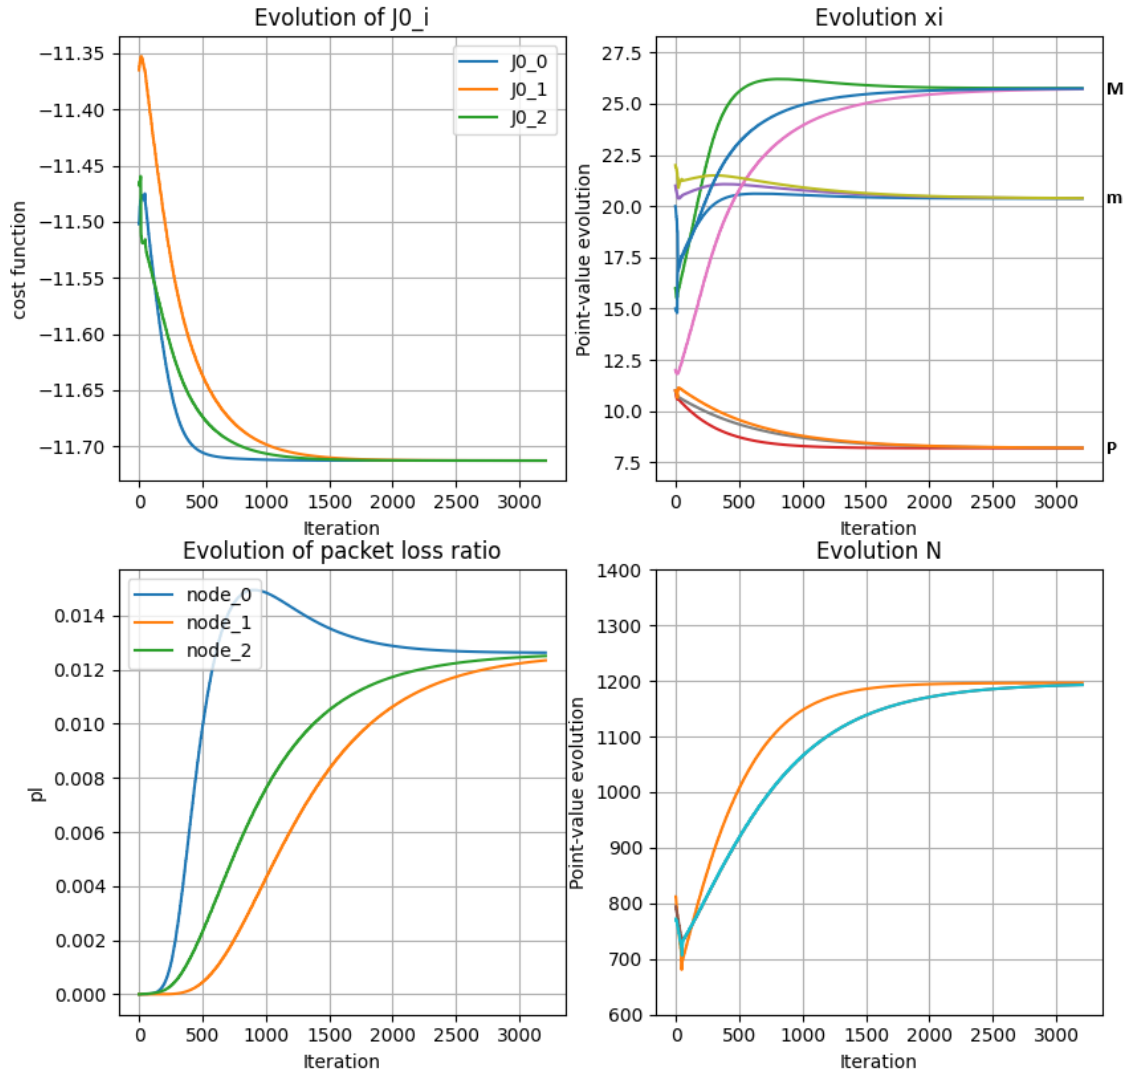 Evolution of J0_i
cost function
−11.35
−11.40
−11.45
−11.50
−11.55
−11.60
−11.65
−11.70
J0_0
J0_1
J0_2
0 500 1000 1500 2000 2500 3000
Iteration
Evolution xi
Point-value evolution
27.5
25.0
22.5
20.0
17.5
15.0
12.5
10.0
7.5
M
m
P
0 500 1000 1500 2000 2500 3000
Iteration
Evolution of packet loss ratio
pl
0.014
0.012
0.010
0.008
0.006
0.004
0.002
0.000
node_0
node_1
node_2
0 500 1000 1500 2000 2500 3000
Iteration
Evolution N
Point-value evolution
1400
1300
1200
1100
1000
900
800
700
600
0 500 1000 1500 2000 2500 3000
Iteration